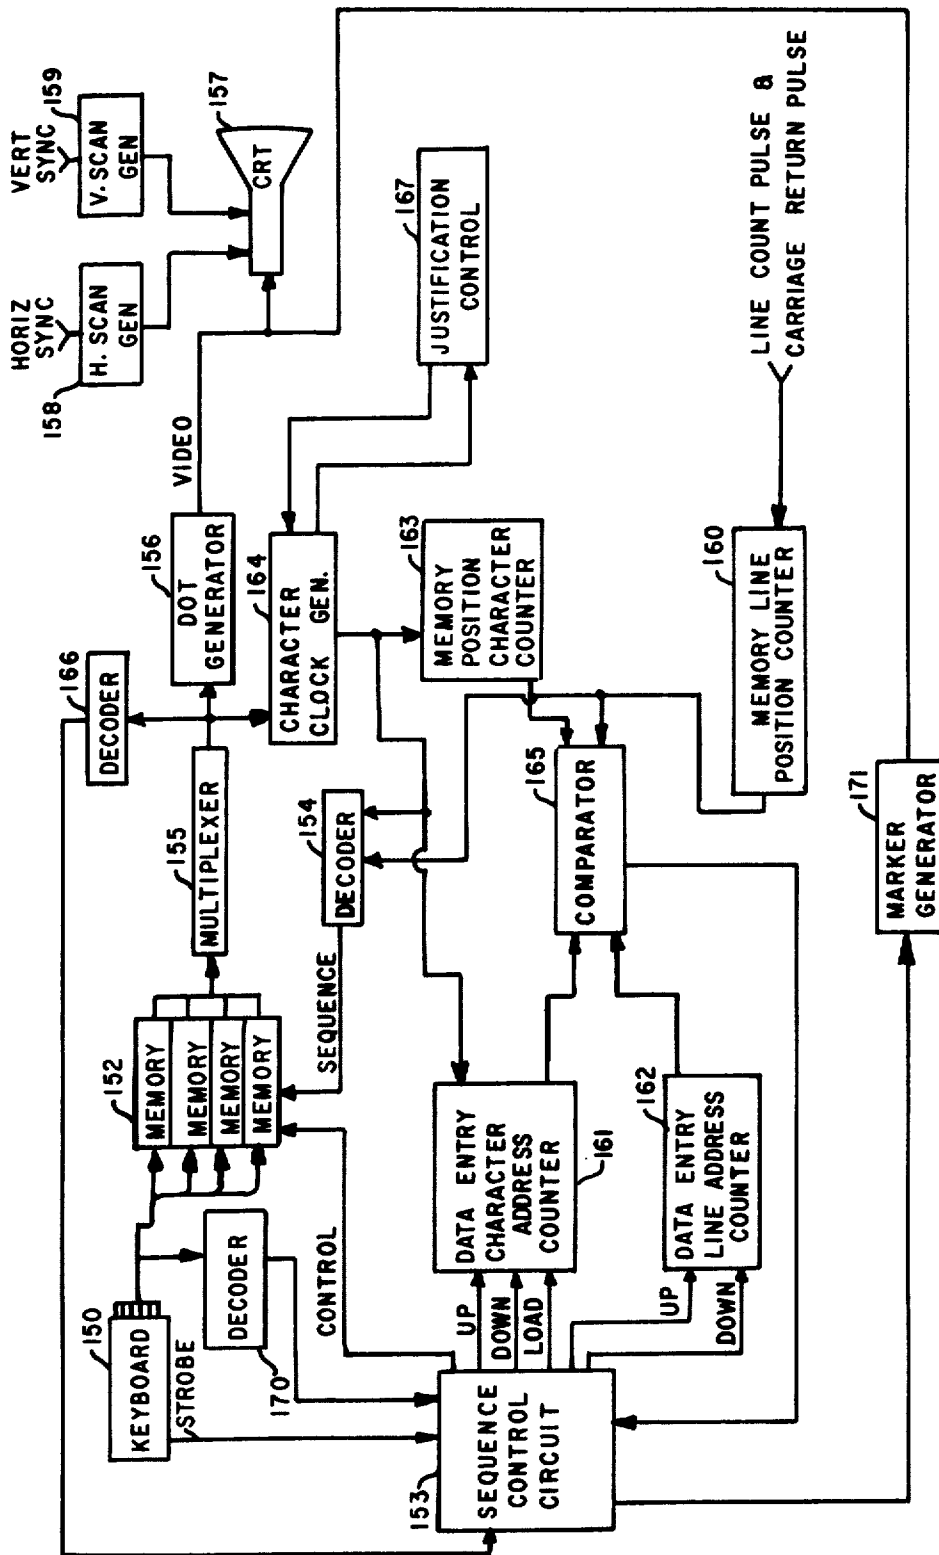 HORIZ
SYNC
VERT
SYNC
158
H. SCAN
GEN
V. SCAN
GEN
159
VIDEO
CRT
157
166
DECODER
150
KEYBOARD
STROBE
DECODER
170
152
MEMORY
MEMORY
MEMORY
MEMORY
155
MULTIPLEXER
156
DOT
GENERATOR
164
CHARACTER
CLOCK GEN.
167
JUSTIFICATION
CONTROL
CONTROL
SEQUENCE
154
DECODER
163
MEMORY
POSITION
CHARACTER
COUNTER
153
SEQUENCE
CONTROL
CIRCUIT
UP
DOWN
LOAD
DATA ENTRY
CHARACTER
ADDRESS
COUNTER
161
165
COMPARATOR
UP
DOWN
162
DATA ENTRY
LINE ADDRESS
COUNTER
160
MEMORY LINE
POSITION COUNTER
LINE COUNT PULSE &
CARRIAGE RETURN PULSE
171
MARKER
GENERATOR